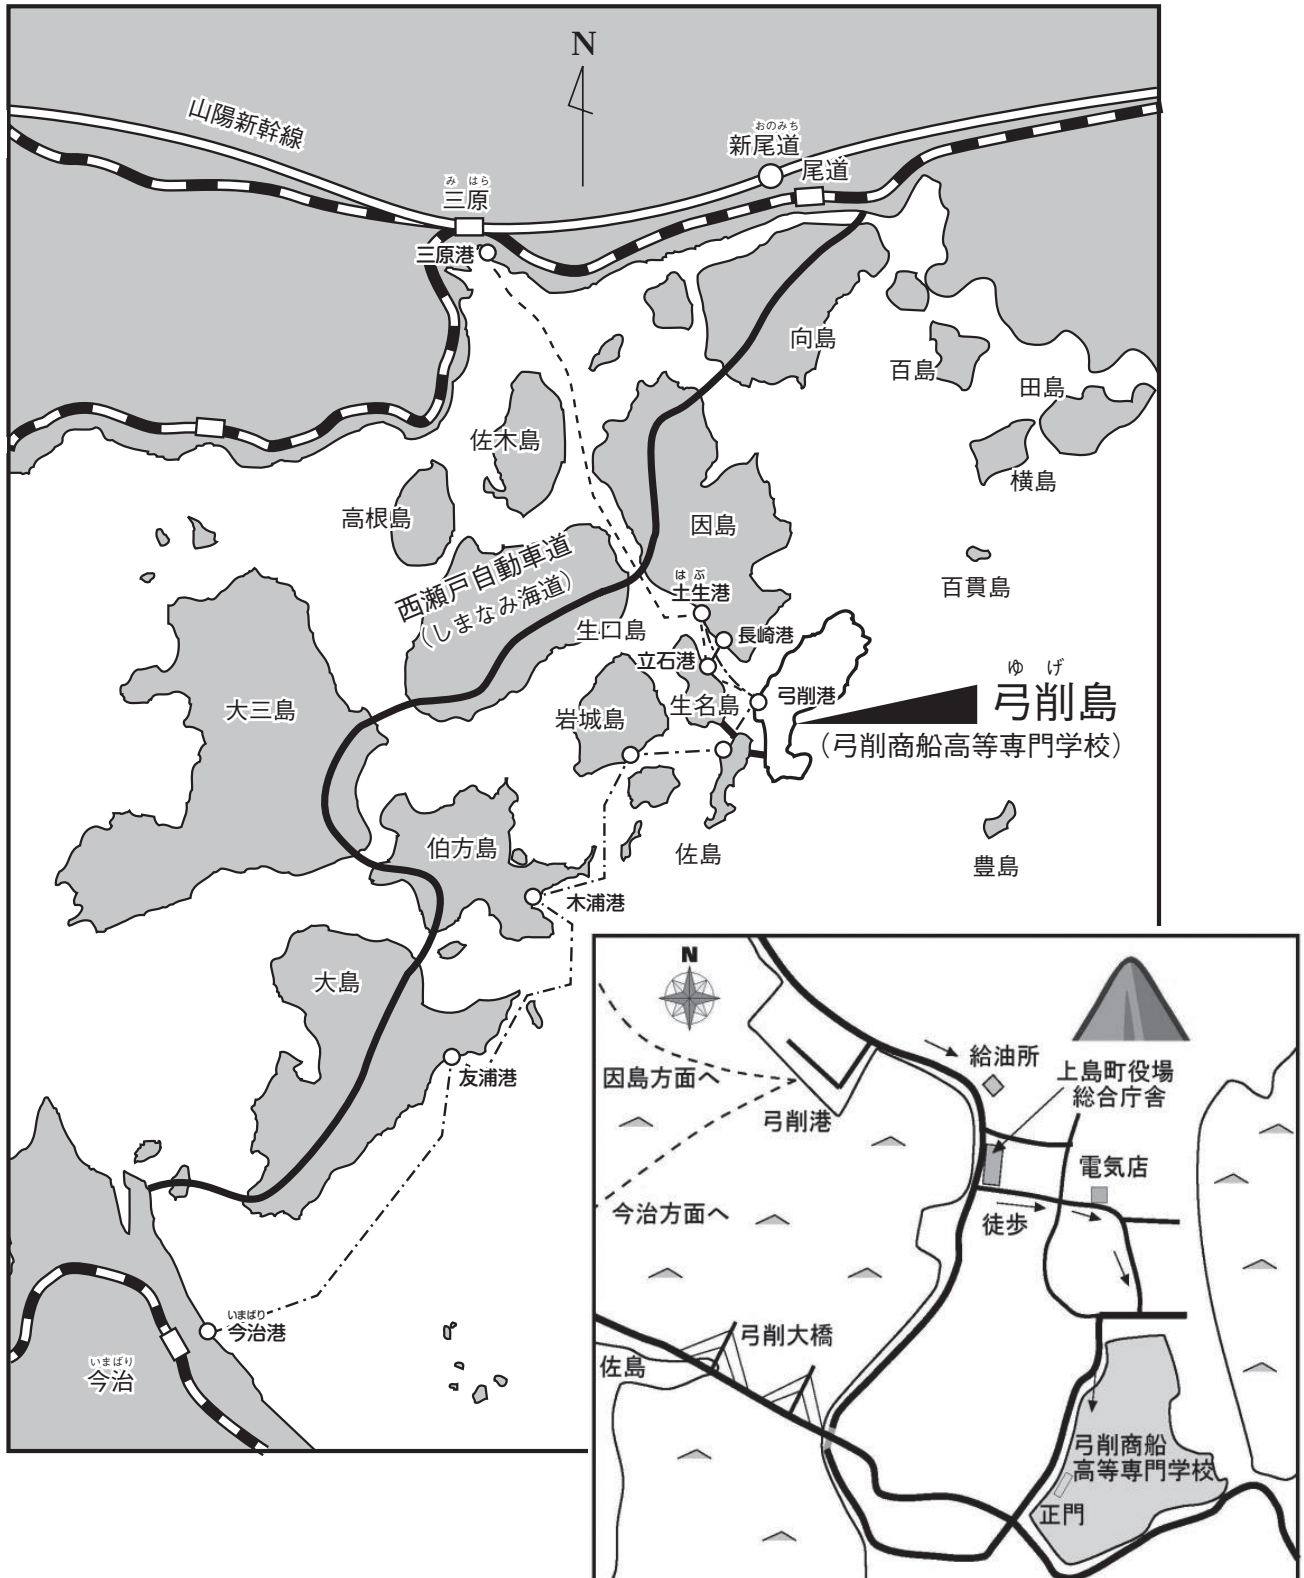 N
山陽新幹線
おのみち
新尾道
尾道
み はら
三原
三原港
向島
百島
田島
佐木島
横島
高根島
因島
西瀬戸自動車道
(しまなみ海道)
百貫島
はぶ
土生港
生口島
長崎港
立石港
ゆ げ
弓削島
(弓削商船高等専門学校)
弓削港
生名島
岩城島
大三島
伯方島
佐島
豊島
木浦港
大島
友浦港
いまばり
今治港
いまばり
今治
N
給油所
上島町役場
総合庁舎
因島方面へ
弓削港
電気店
今治方面へ
徒歩
弓削大橋
佐島
弓削商船
高等専門学校
正門